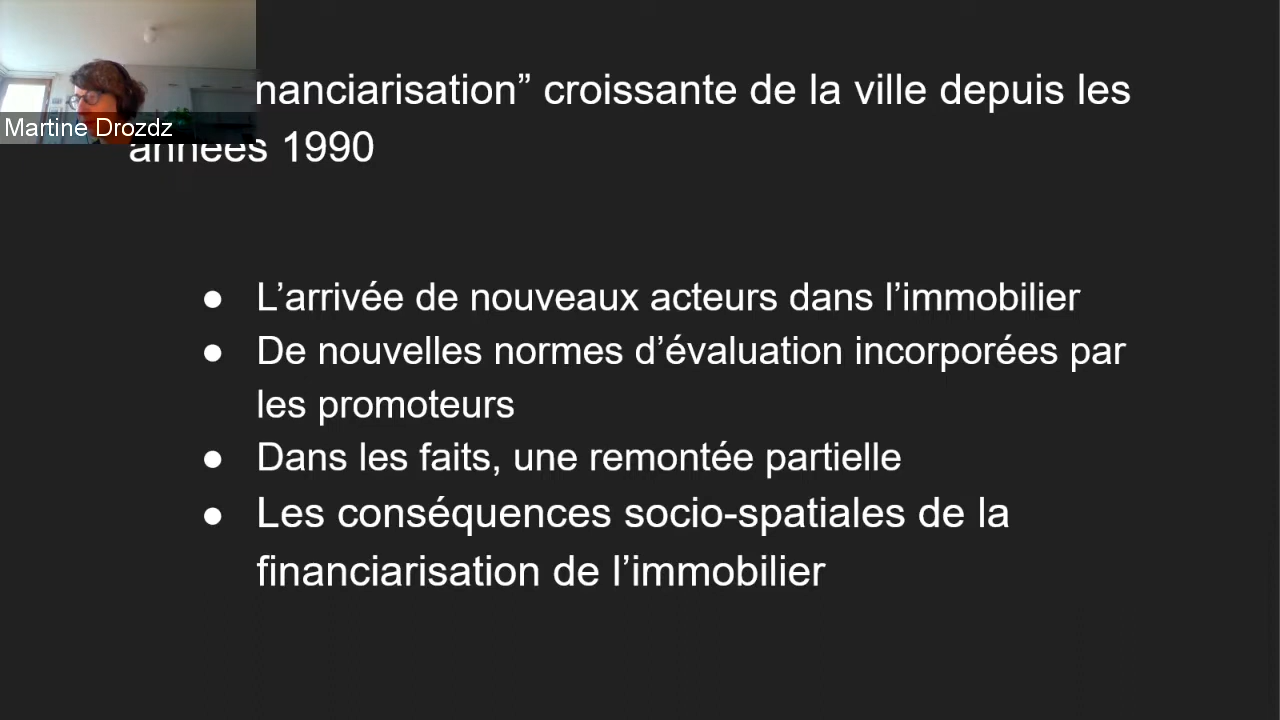 nanciarisation” croissante de la ville depuis les
années 1990
Martine Drozdz
● L’arrivée de nouveaux acteurs dans l’immobilier
● De nouvelles normes d’évaluation incorporées par
les promoteurs
● Dans les faits, une remontée partielle
● Les conséquences socio-spatiales de la
financiarisation de l’immobilier